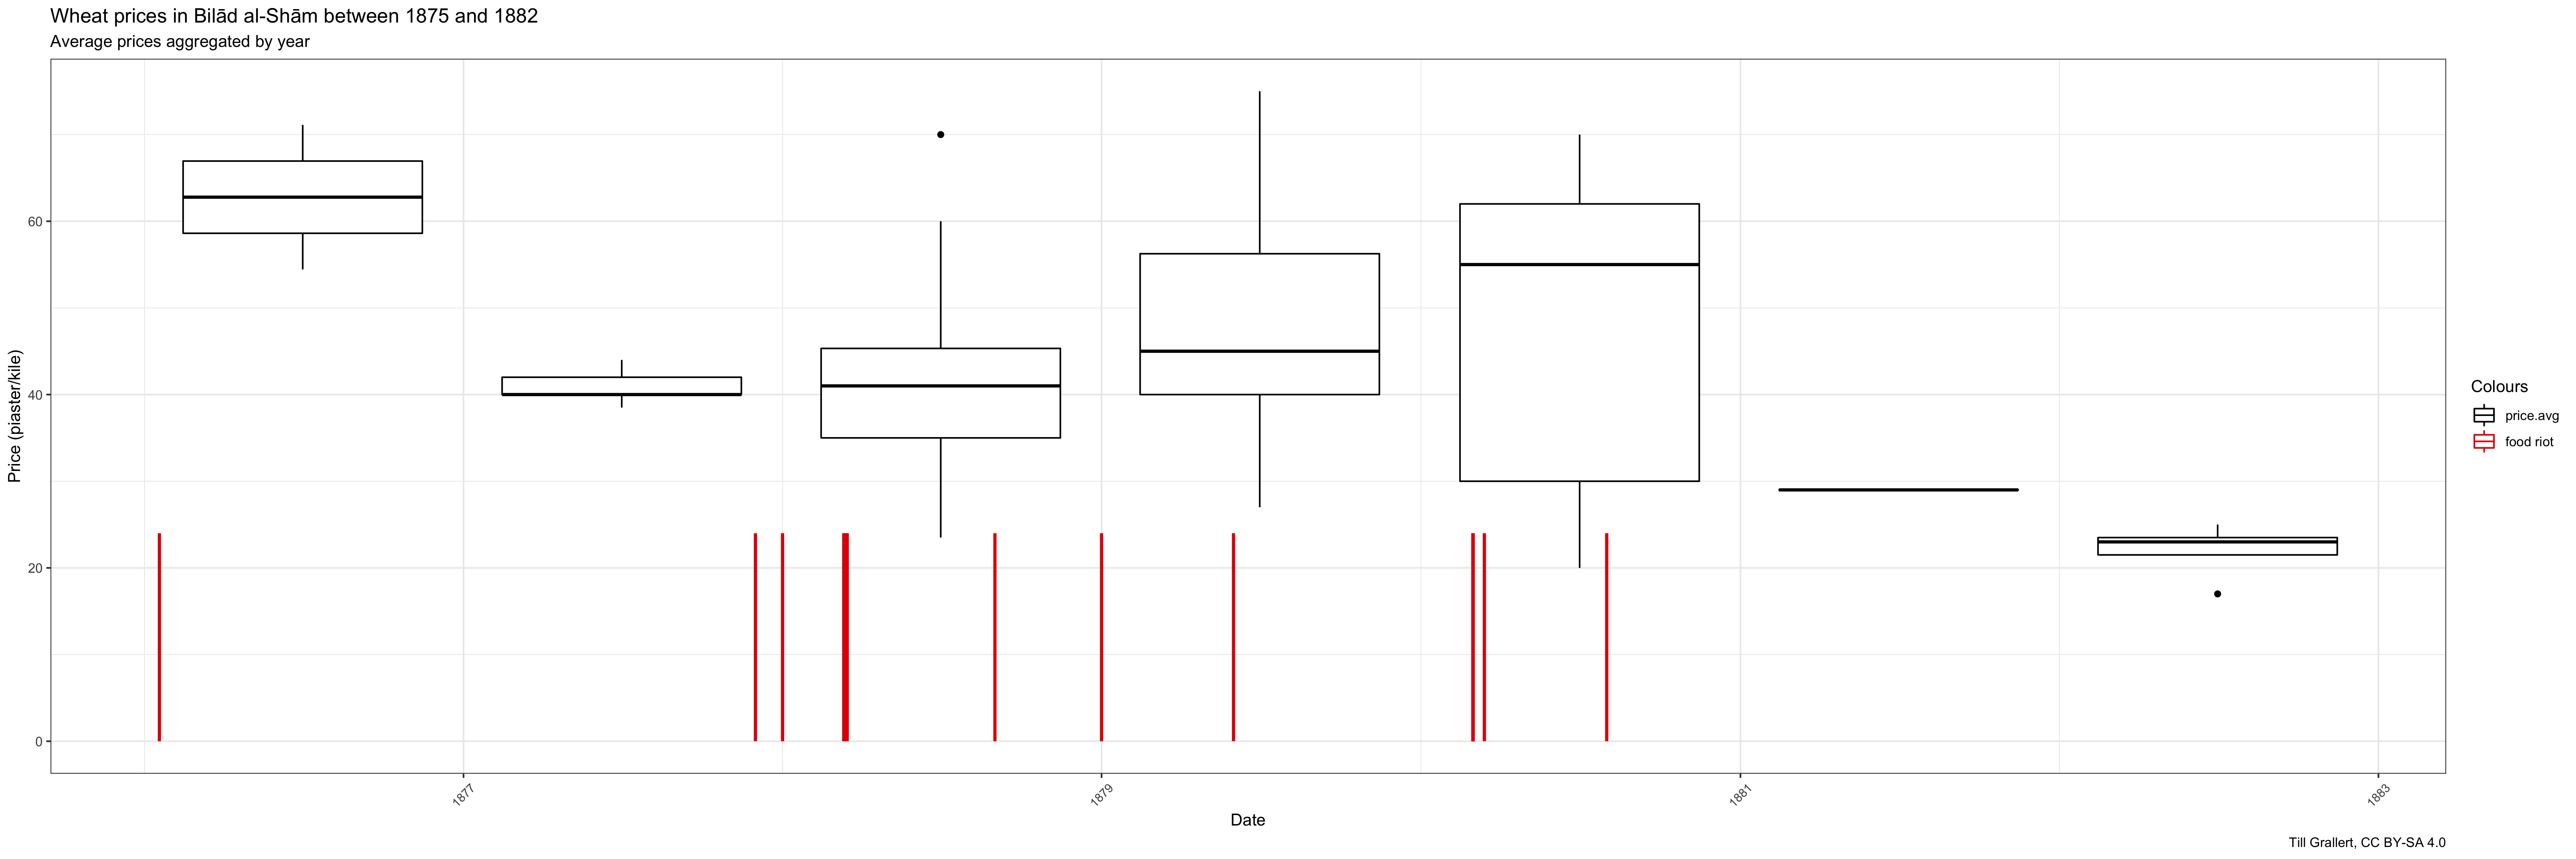 Wheat prices in Bilād al-Shām between 1875 and 1882
Average prices aggregated by year
Price (piaster/kile)
60
40
20
0
1877
1879
1881
1883
Date
Colours
price.avg
food riot
Till Grallert, CC BY-SA 4.0